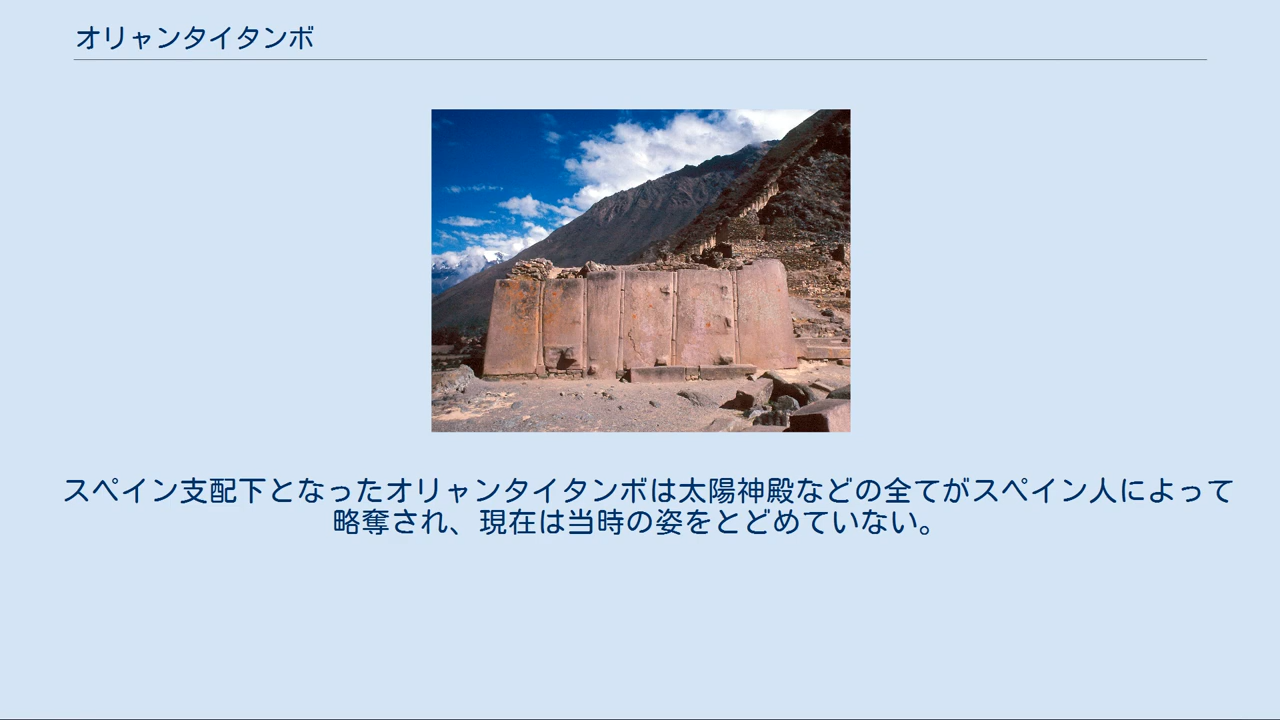 オリャンタイタンボ
スペイン支配下となったオリャンタイタンボは太陽神殿などの全てがスペイン人によって
略奪され、現在は当時の姿をとどめていない。